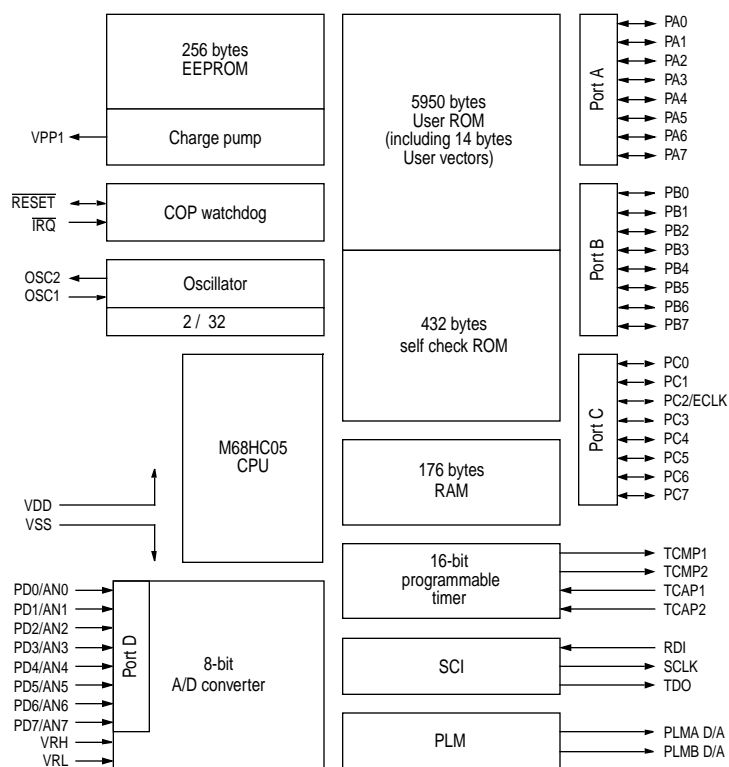 256 bytes
EEPROM
Charge pump
VPP1
RESET
IRQ
COP watchdog
OSC2
OSC1
Oscillator
2 / 32
M68HC05
CPU
VDD
VSS
PD0/AN0
PD1/AN1
PD2/AN2
PD3/AN3
PD4/AN4
PD5/AN5
PD6/AN6
PD7/AN7
VRH
VRL
Port D
8-bit
A/D converter
5950 bytes
User ROM
(including 14 bytes
User vectors)
432 bytes
self check ROM
176 bytes
RAM
16-bit
programmable
timer
SCI
PLM
Port A
PA0
PA1
PA2
PA3
PA4
PA5
PA6
PA7
Port B
PB0
PB1
PB2
PB3
PB4
PB5
PB6
PB7
Port C
PC0
PC1
PC2/ECLK
PC3
PC4
PC5
PC6
PC7
TCMP1
TCMP2
TCAP1
TCAP2
RDI
SCLK
TDO
PLMA D/A
PLMB D/A